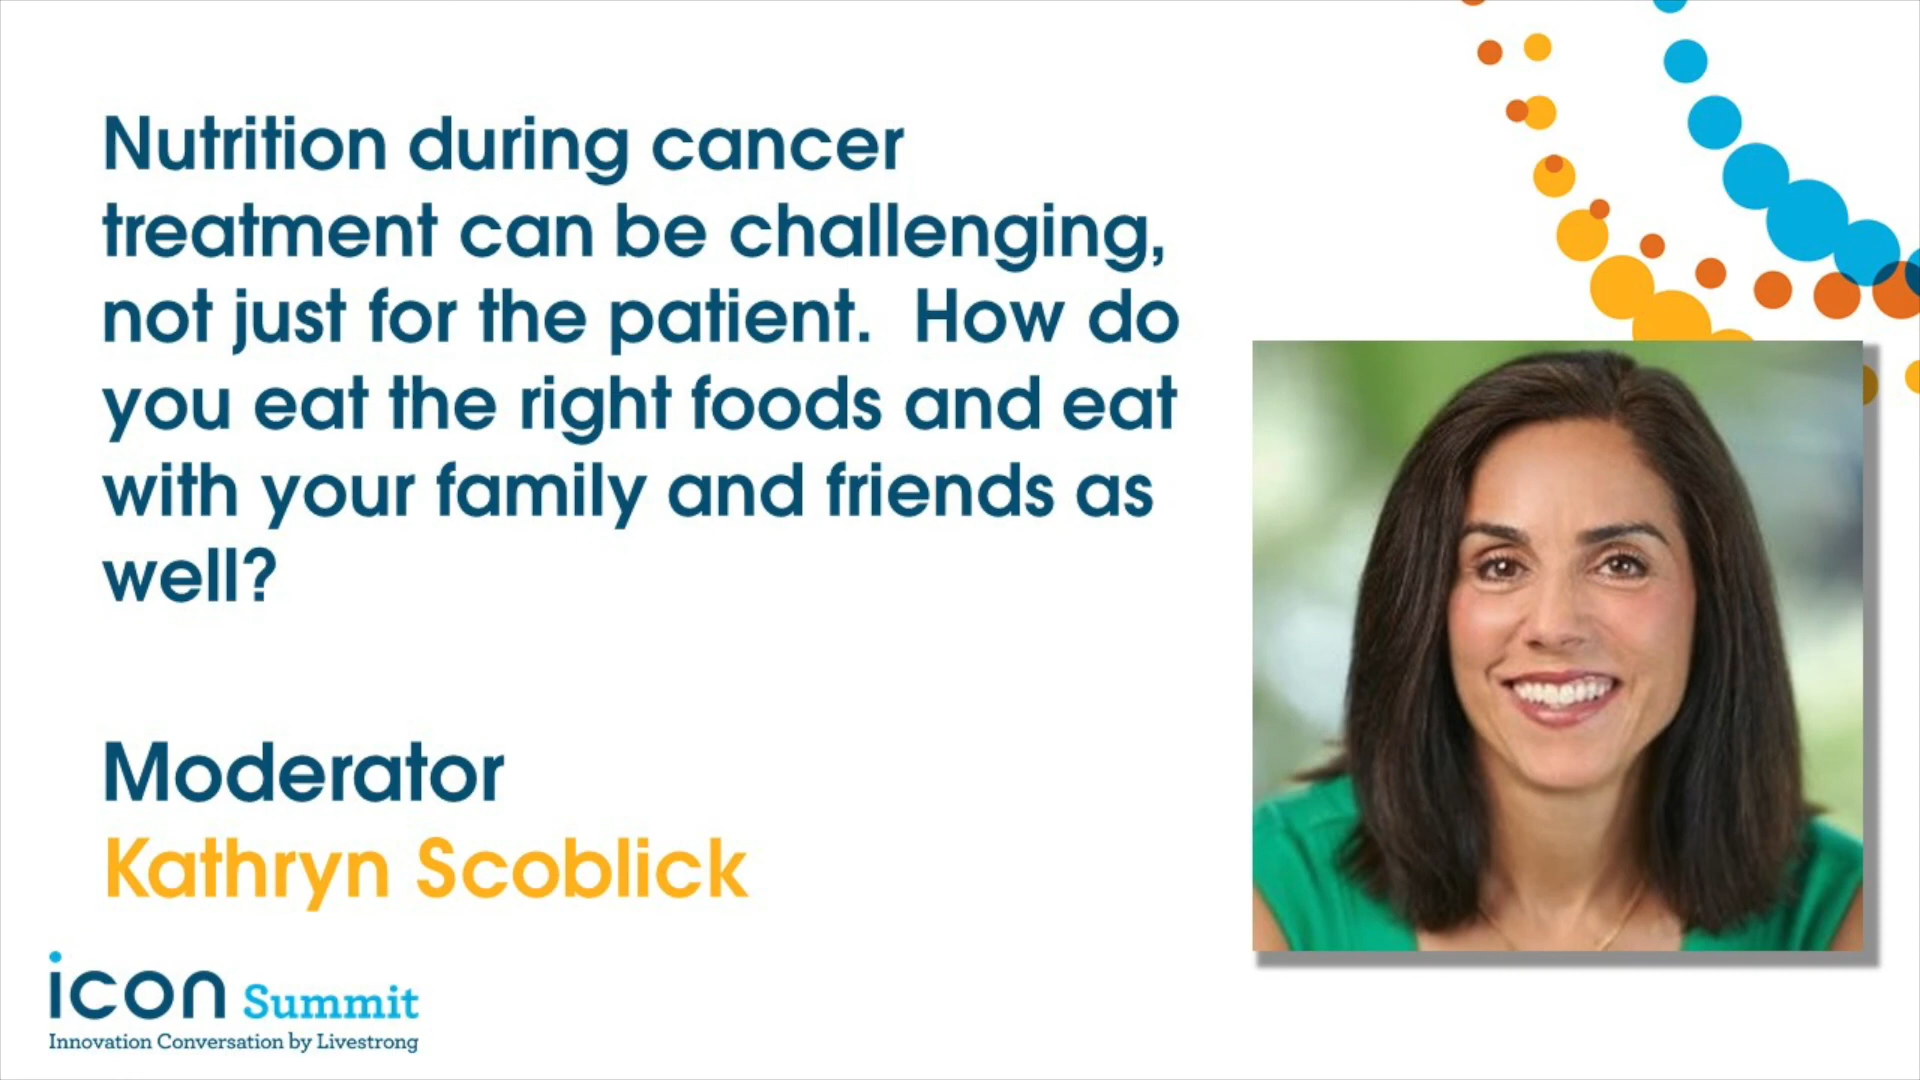 Nutrition during cancer
treatment can be challenging,
not just for the patient.  How do
you eat the right foods and eat
with your family and friends as
well?
Moderator
Kathryn Scoblick
icon Summit
Innovation Conversation by Livestrong